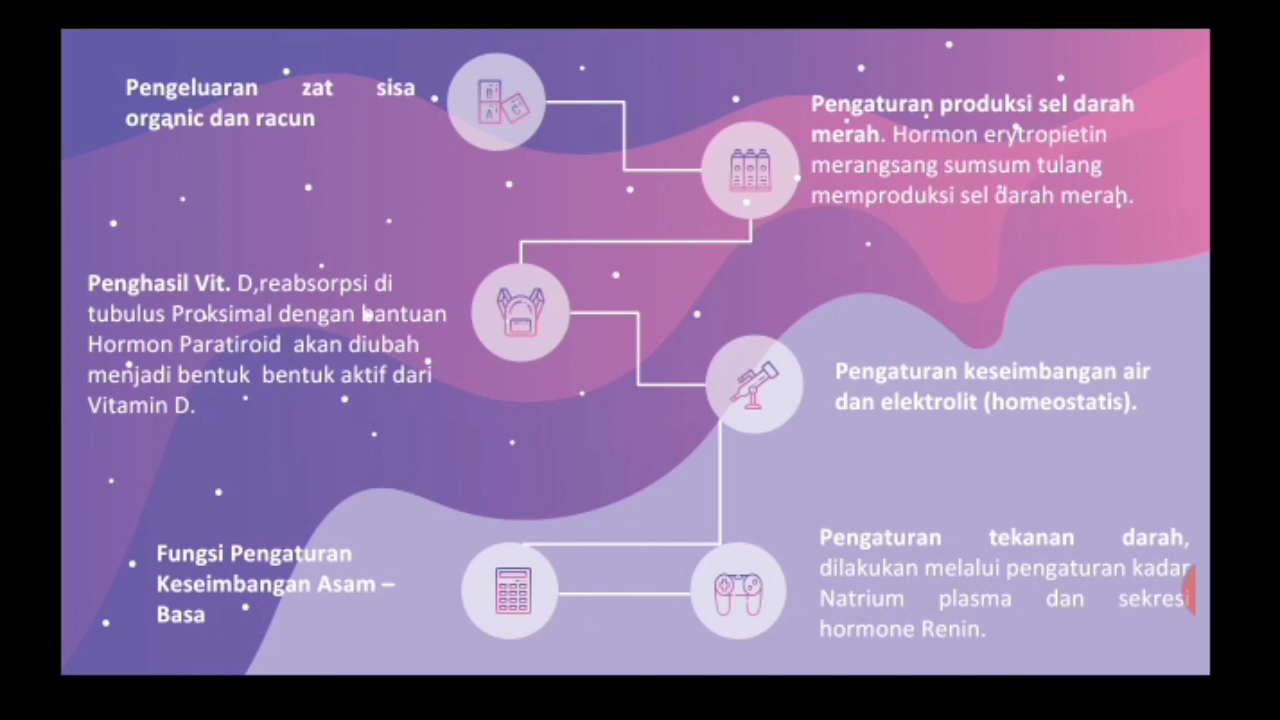 Pengeluaran zat sisa
organic dan racun
Pengaturan produksi sel darah
merah. Hormon erytropietin
merangsang sumsum tulang
memproduksi sel darah merah.
Penghasil Vit. D,reabsorpsi di
tubulus Proksimal dengan bantuan
Hormon Paratiroid akan diubah
menjadi bentuk bentuk aktif dari
Vitamin D.
Pengaturan keseimbangan air
dan elektrolit (homeostatis).
Fungsi Pengaturan
Keseimbangan Asam –
Basa
Pengaturan tekanan darah,
dilakukan melalui pengaturan kadar
Natrium plasma dan sekresi
hormone Renin.